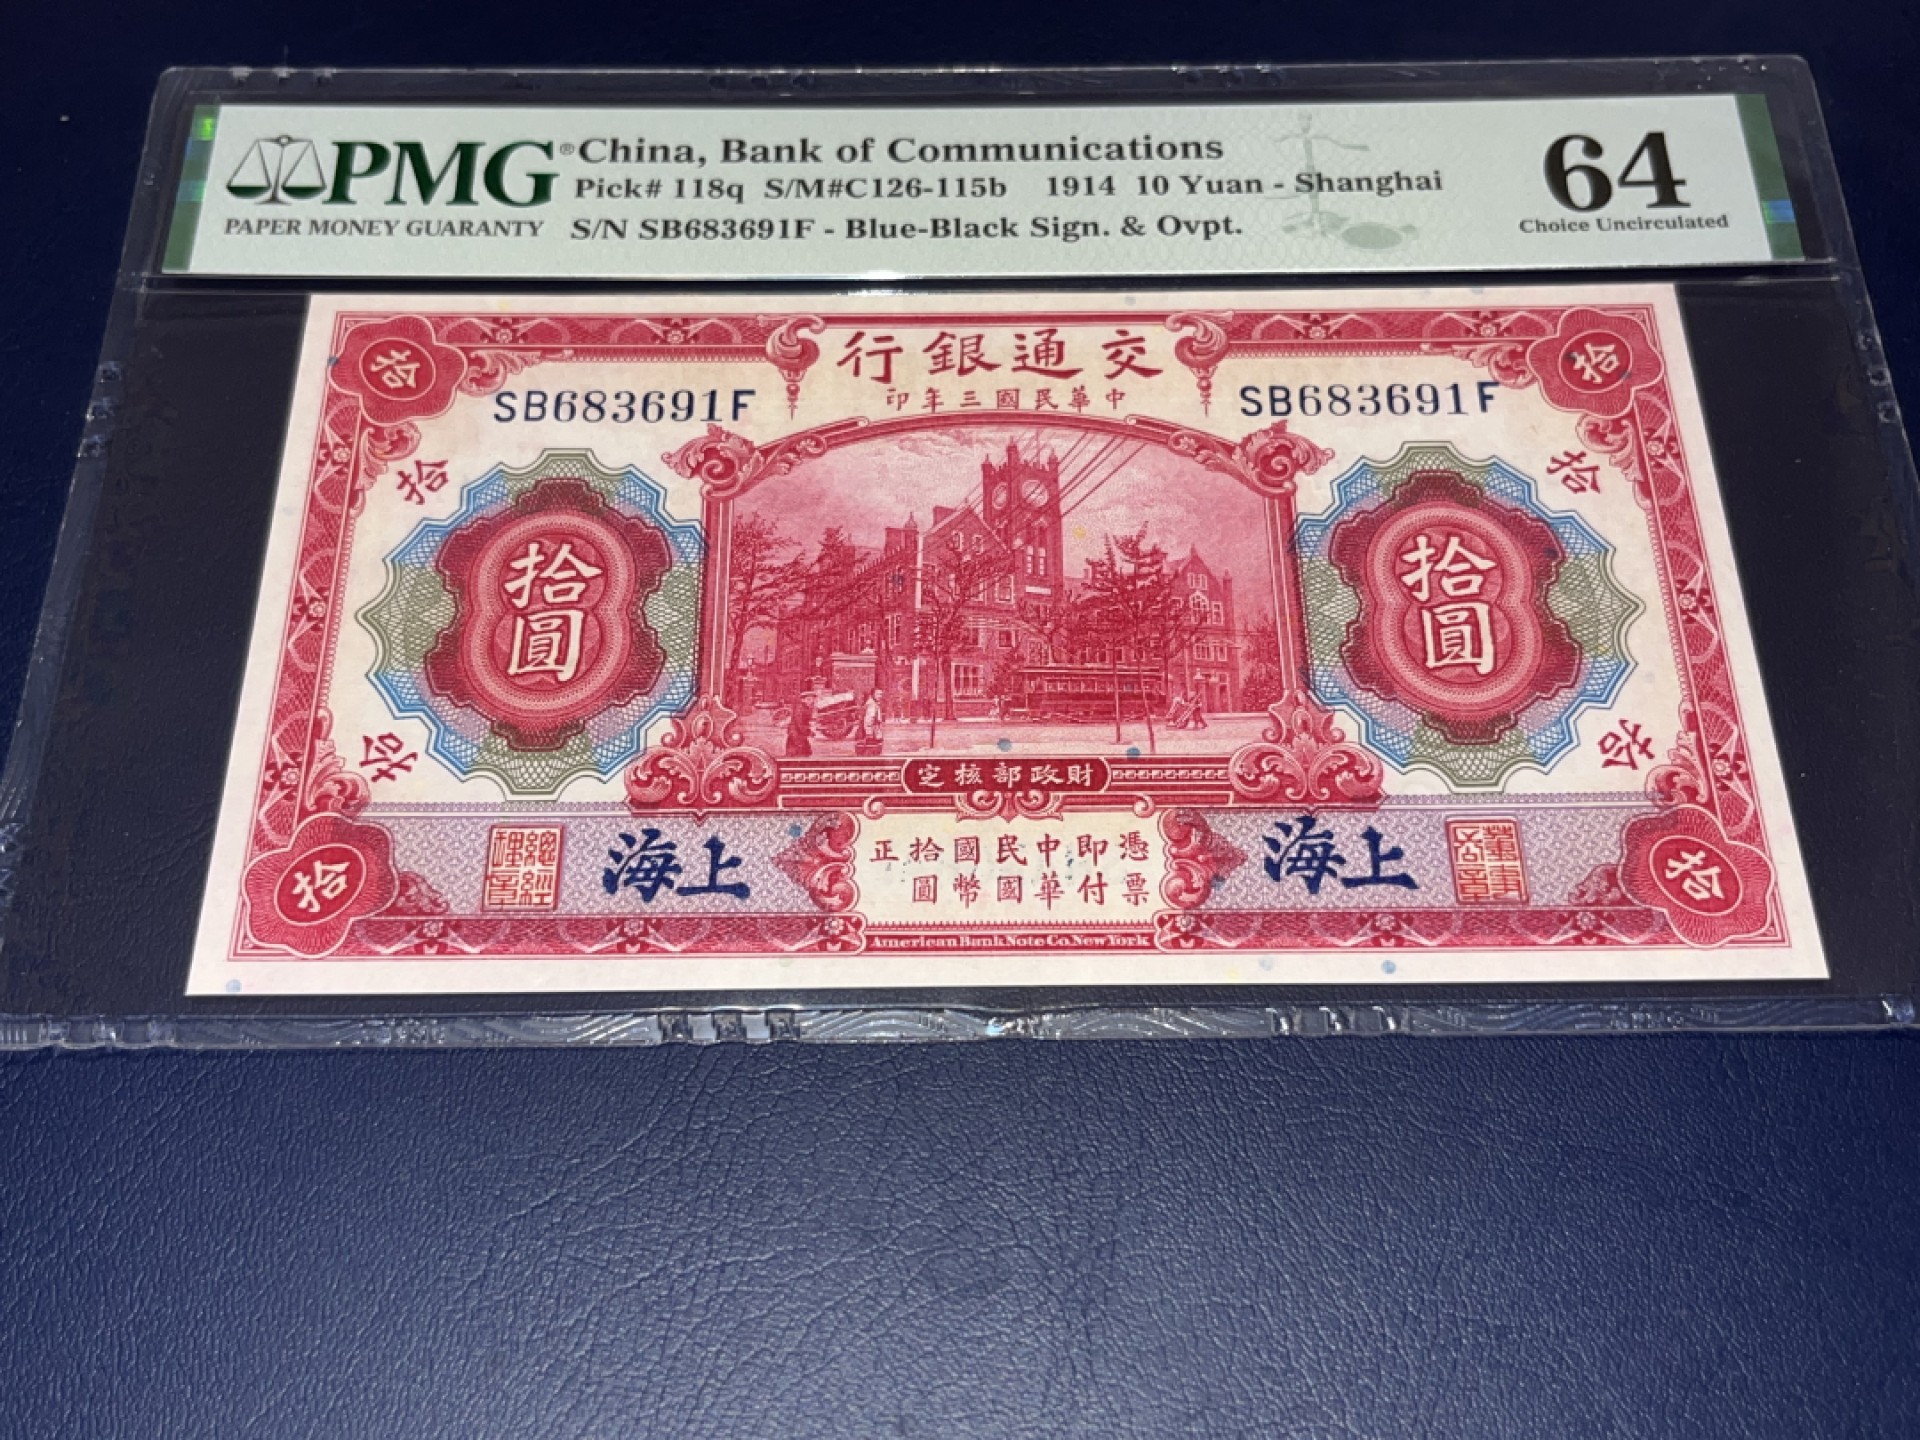 PMG® China, Bank of Communications
Pick# 118q S/M#C126-115b 1914 10 Yuan - Shanghai
PAPER MONEY GUARANTY S/N SB683691F - Blue-Black Sign. & Ovpt.
64
Choice Uncirculated
拾 行銀通交 拾
印年三國民華中
SB683691F SB683691F
拾 拾
拾圓 拾圓
拾 拾
定核部政財
海上 海上
正拾國民中即憑
圓幣國華付票
總經理章
拾 拾
American Bank Note Co. New York